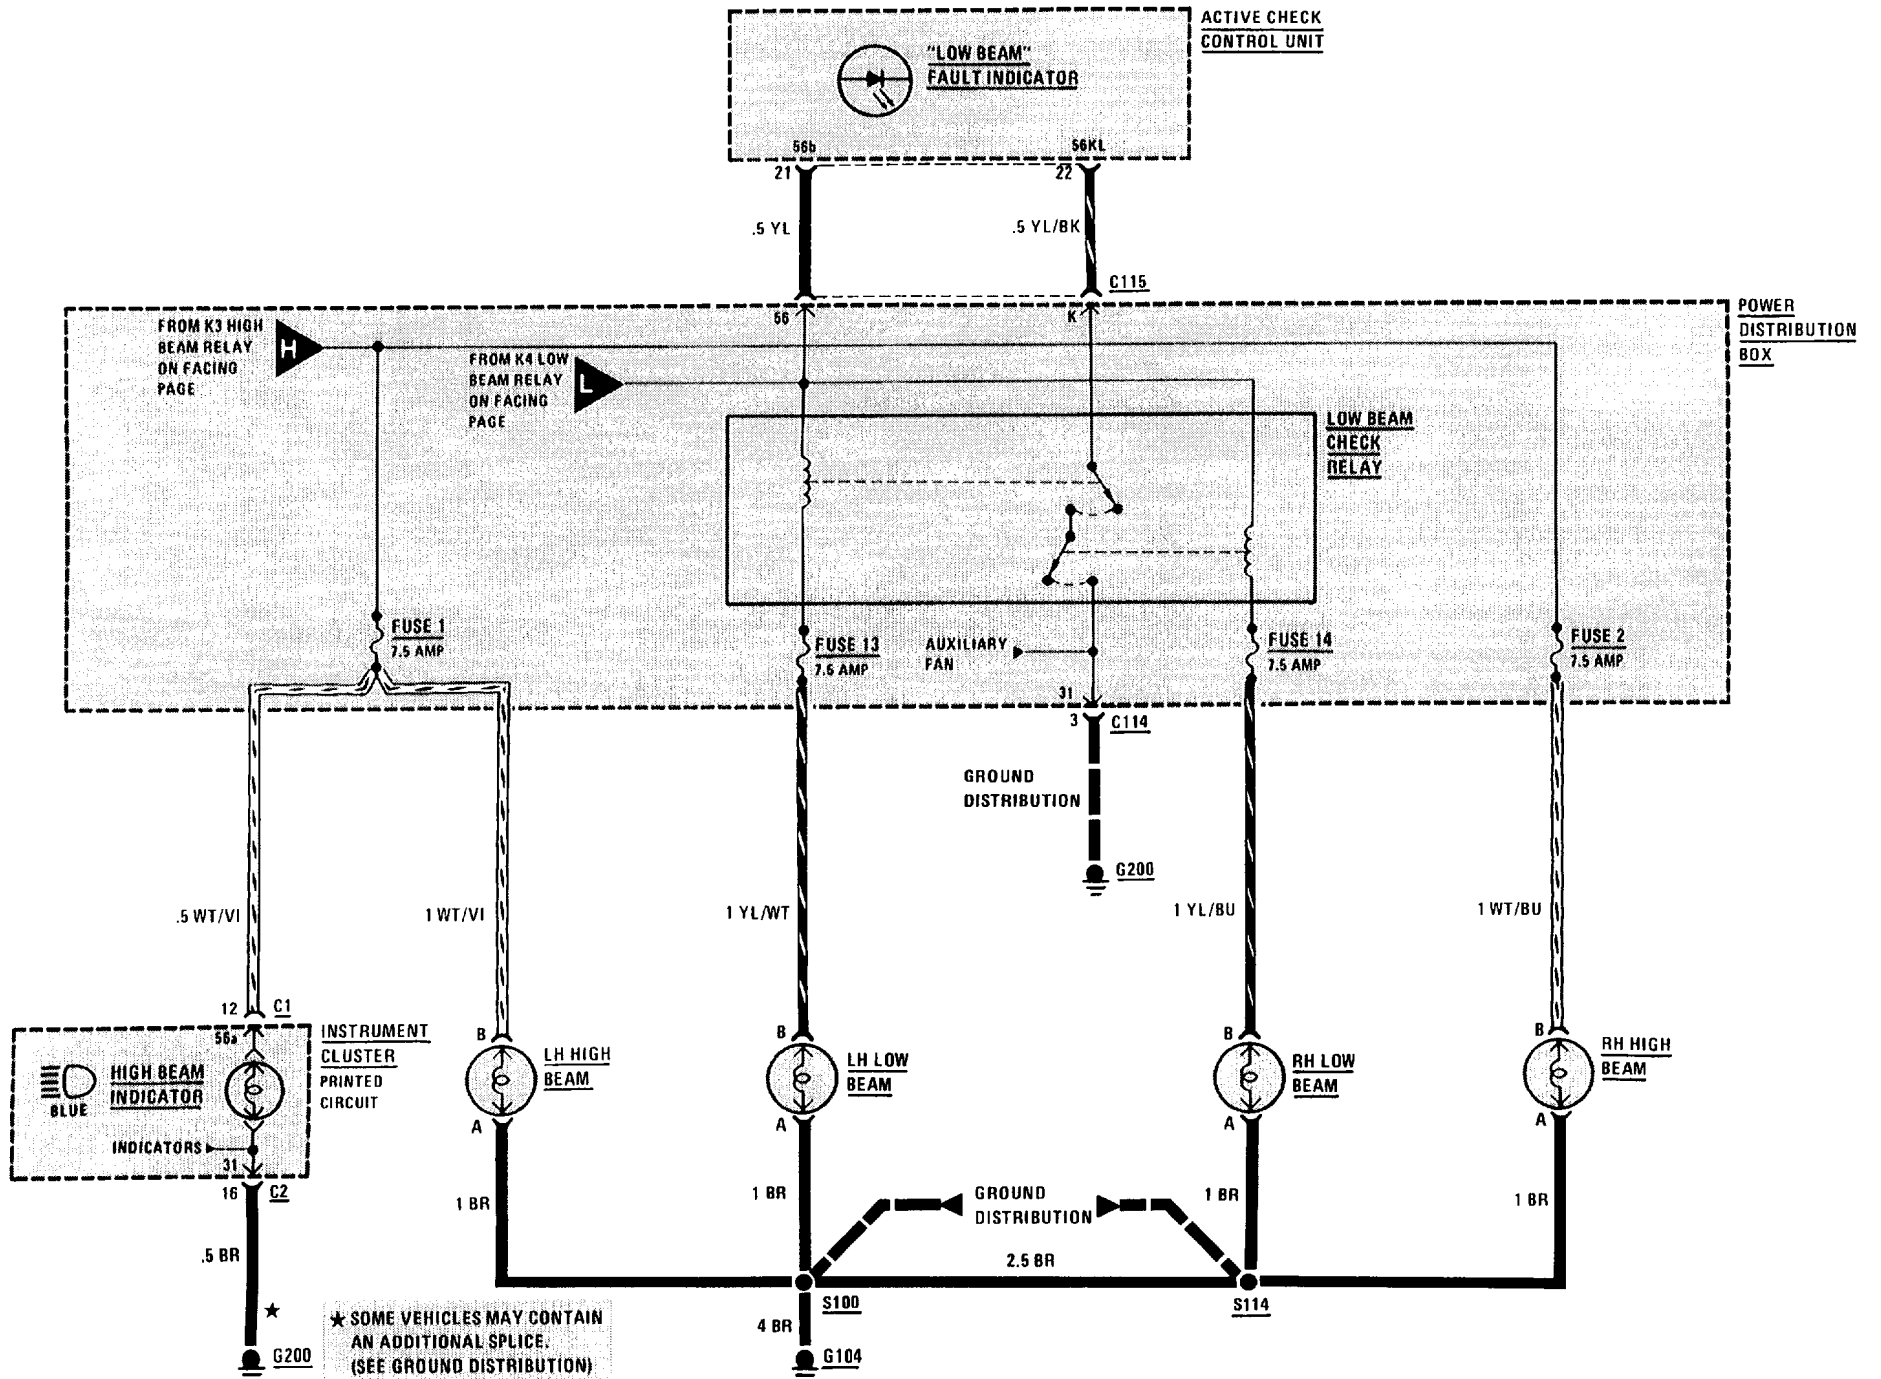 ACTIVE CHECK
CONTROL UNIT
"LOW BEAM"
FAULT INDICATOR
56b
56KL
21
22
.5 YL
.5 YL/BK
C115
POWER
DISTRIBUTION
BOX
56
K
FROM K3 HIGH
BEAM RELAY
ON FACING
PAGE
H
FROM K4 LOW
BEAM RELAY
ON FACING
PAGE
L
LOW BEAM
CHECK
RELAY
FUSE 1
7.5 AMP
FUSE 13
7.5 AMP
AUXILIARY
FAN
FUSE 14
7.5 AMP
FUSE 2
7.5 AMP
31
3
C114
GROUND
DISTRIBUTION
G200
.5 WT/VI
1 WT/VI
1 YL/WT
1 YL/BU
1 WT/BU
12
C1
56a
INSTRUMENT
CLUSTER
PRINTED
CIRCUIT
HIGH BEAM
INDICATOR
BLUE
INDICATORS
31
16
C2
B
LH HIGH
BEAM
A
B
LH LOW
BEAM
A
B
RH LOW
BEAM
A
B
RH HIGH
BEAM
A
1 BR
1 BR
GROUND
DISTRIBUTION
1 BR
1 BR
.5 BR
2.5 BR
S100
S114
★
★ SOME VEHICLES MAY CONTAIN
AN ADDITIONAL SPLICE.
(SEE GROUND DISTRIBUTION)
4 BR
G200
G104